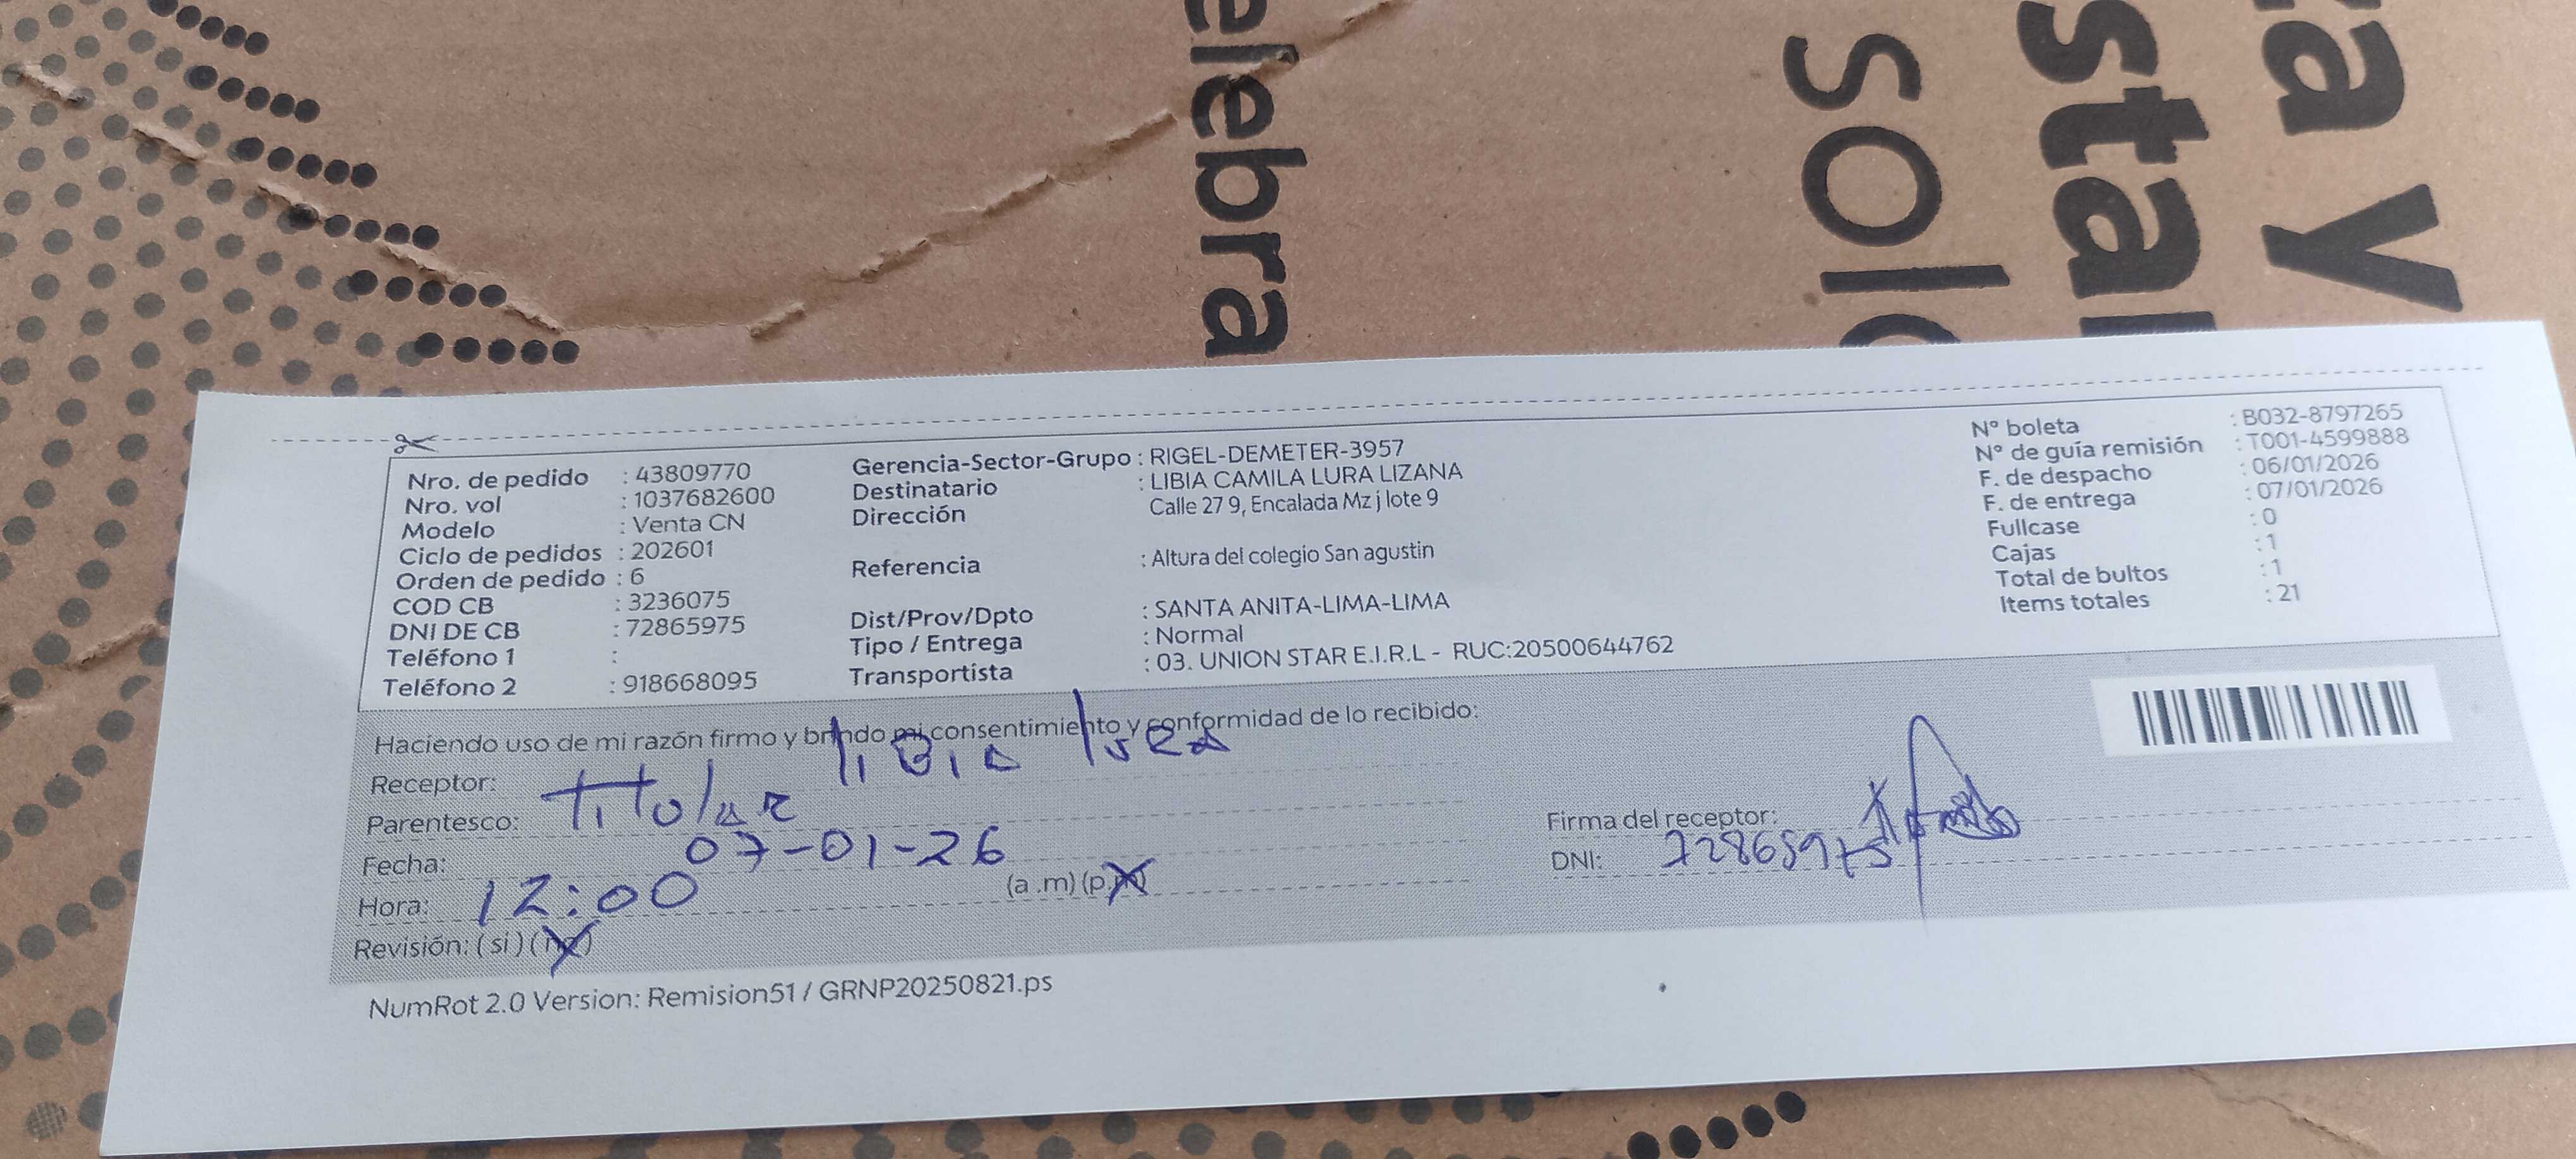 elebra
Solo
star
a y
Nro. de pedido : 43809770
Nro. vol : 1037682600
Modelo : Venta CN
Ciclo de pedidos : 202601
Orden de pedido : 6
COD CB : 3236075
DNI DE CB : 72865975
Teléfono 1 :
Teléfono 2 : 918668095
Gerencia-Sector-Grupo : RIGEL-DEMETER-3957
Destinatario : LIBIA CAMILA LURA LIZANA
Dirección Calle 27 9, Encalada Mz j lote 9
Referencia : Altura del colegio San agustin
Dist/Prov/Dpto : SANTA ANITA-LIMA-LIMA
Tipo / Entrega : Normal
Transportista : 03. UNION STAR E.I.R.L - RUC:20500644762
N° boleta : B032-8797265
N° de guía remisión : T001-4599888
F. de despacho : 06/01/2026
F. de entrega : 07/01/2026
Fullcase : 0
Cajas : 1
Total de bultos : 1
Items totales : 21
Haciendo uso de mi razón firmo y brindo mi consentimiento y conformidad de lo recibido:
Receptor: libia lura
Parentesco: Titular
Fecha: 07-01-26
Hora: 12:00 (a .m) (p.m)
Revisión: (si) (no)
Firma del receptor:
DNI: 72865975
NumRot 2.0 Version: Remision51 / GRNP20250821.ps